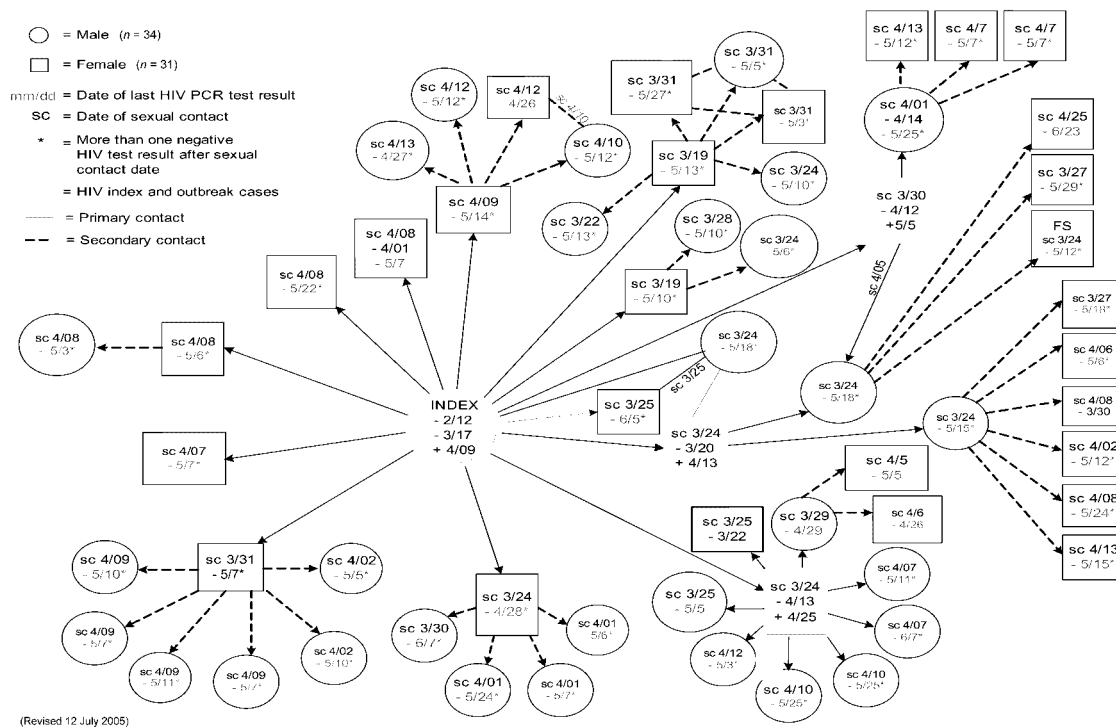 = Male (n = 34)
= Female (n = 31)
mm/dd = Date of last HIV PCR test result
sc = Date of sexual contact
* = More than one negative
HIV test result after sexual
contact date
= HIV index and outbreak cases
= Primary contact
= Secondary contact
sc 4/12
- 5/12*
sc 4/12
4/26
sc 4/10
sc 4/13
- 4/27*
sc 4/10
- 5/12*
sc 4/09
- 5/14*
sc 3/31
- 5/27*
sc 3/31
- 5/5*
sc 3/31
- 5/3*
sc 3/19
- 5/13*
sc 3/24
- 5/10*
sc 3/22
- 5/13*
sc 4/13
- 5/12*
sc 4/7
- 5/7*
sc 4/7
- 5/7*
sc 4/01
- 4/14
- 5/25*
sc 4/25
- 6/23
sc 3/27
- 5/29*
FS
sc 3/24
- 5/12*
sc 3/30
- 4/12
+5/5
sc 4/05
sc 4/08
- 4/01
- 5/7
sc 4/08
- 5/22*
sc 3/28
- 5/10*
sc 3/24
5/6*
sc 3/19
- 5/10*
sc 4/08
- 5/3*
sc 4/08
- 5/6*
sc 3/24
- 5/18*
sc 3/25
sc 3/25
- 6/5*
INDEX
- 2/12
- 3/17
+ 4/09
sc 3/24
- 3/20
+ 4/13
sc 3/24
- 5/18*
sc 3/24
- 5/15*
sc 3/27
- 5/18*
sc 4/06
- 5/6*
sc 4/08
- 3/30
sc 4/02
- 5/12*
sc 4/08
- 5/24*
sc 4/13
- 5/15*
sc 4/07
- 5/7*
sc 4/5
- 5/5
sc 4/6
- 4/26
sc 3/29
- 4/29
sc 3/25
- 3/22
sc 3/24
- 4/13
+ 4/25
sc 4/07
- 5/11*
sc 4/07
- 6/7*
sc 3/25
- 5/5
sc 4/12
- 5/3*
sc 4/10
- 5/25*
sc 4/10
- 5/25*
sc 4/09
- 5/10*
sc 3/31
- 5/7*
sc 4/02
- 5/5*
sc 4/09
- 5/7*
sc 4/09
- 5/11*
sc 4/09
- 5/7*
sc 4/02
- 5/10*
sc 3/24
- 4/28*
sc 3/30
- 6/7*
sc 4/01
5/6*
sc 4/01
- 5/24*
sc 4/01
- 5/7*
(Revised 12 July 2005)